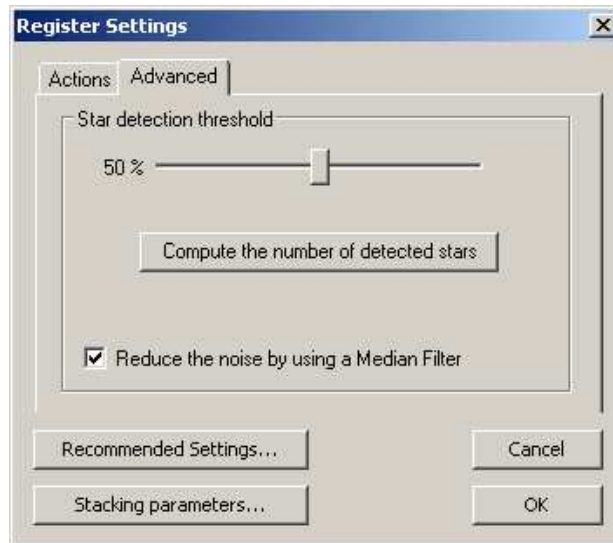 Register Settings
Actions Advanced
Star detection threshold
50 %
Compute the number of detected stars
Reduce the noise by using a Median Filter
Recommended Settings... Cancel
Stacking parameters... OK